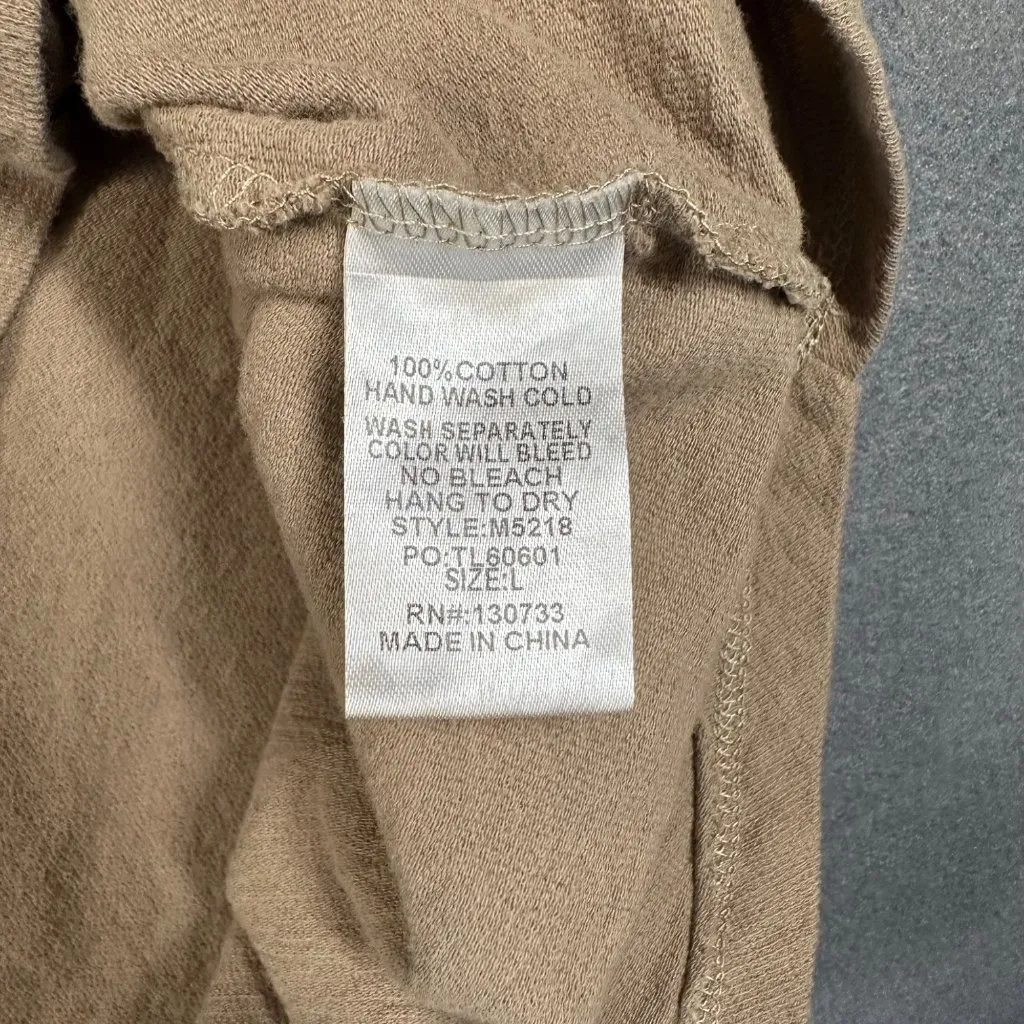 100%COTTON
HAND WASH COLD
WASH SEPARATELY
COLOR WILL BLEED
NO BLEACH
HANG TO DRY
STYLE:M5218
PO:TL60601
SIZE:L
RN#:130733
MADE IN CHINA